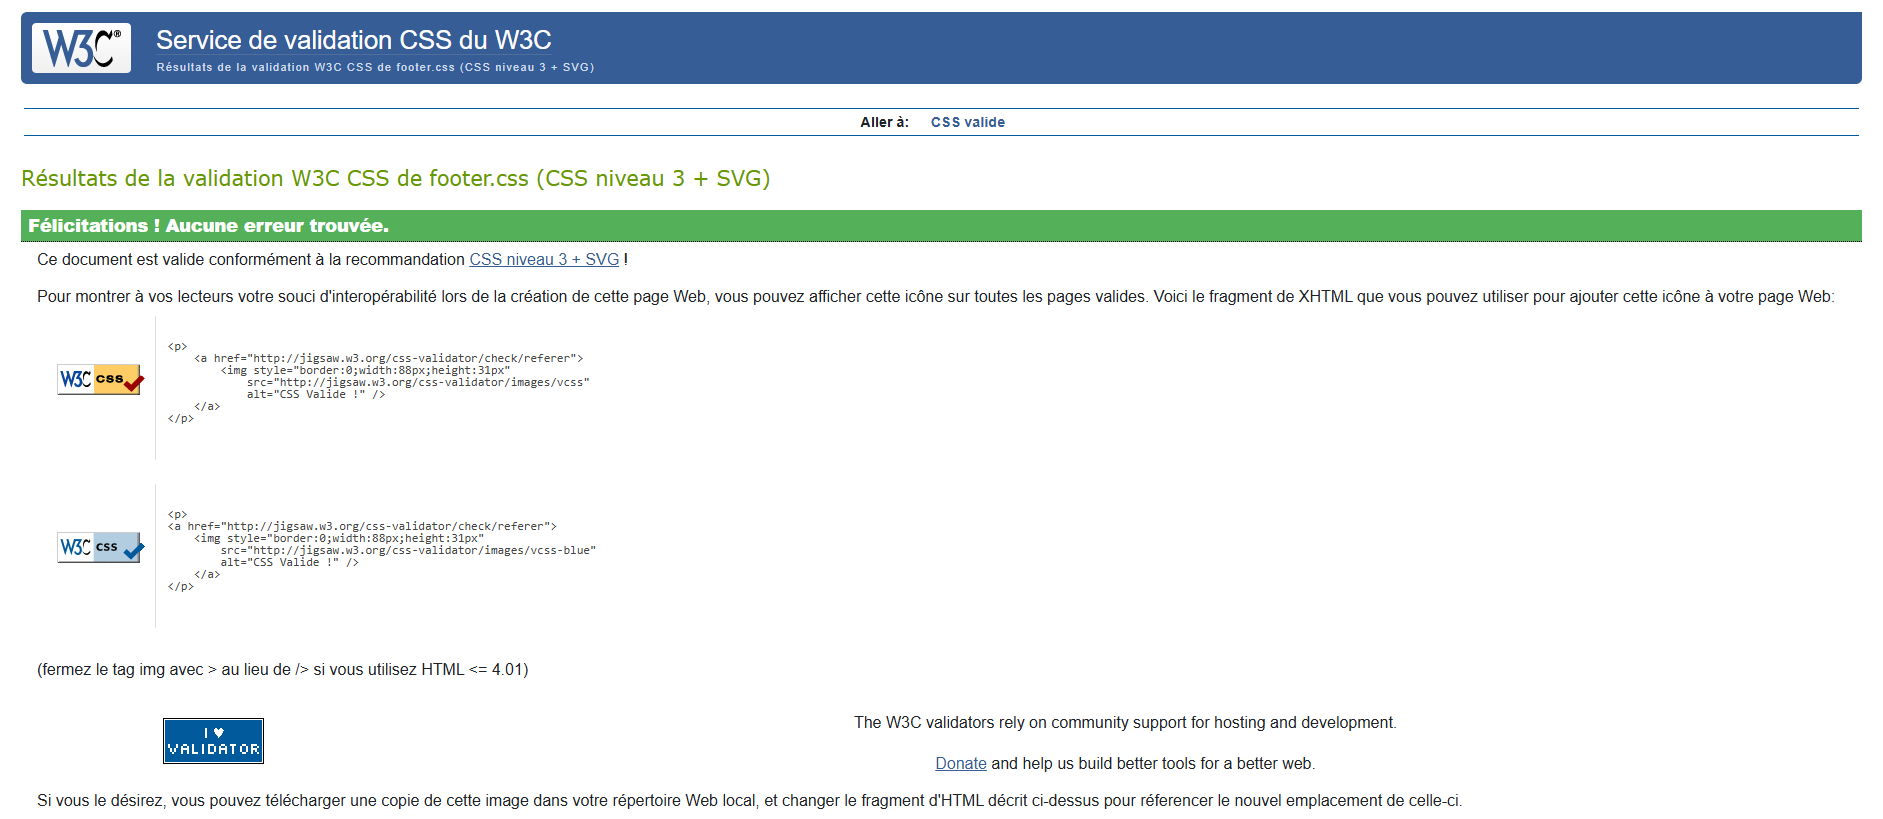 W3C®
Service de validation CSS du W3C
Résultats de la validation W3C CSS de footer.css (CSS niveau 3 + SVG)
Aller à: CSS valide
Résultats de la validation W3C CSS de footer.css (CSS niveau 3 + SVG)
Félicitations ! Aucune erreur trouvée.
Ce document est valide conformément à la recommandation CSS niveau 3 + SVG !
Pour montrer à vos lecteurs votre souci d'interopérabilité lors de la création de cette page Web, vous pouvez afficher cette icône sur toutes les pages valides. Voici le fragment de XHTML que vous pouvez utiliser pour ajouter cette icône à votre page Web:
W3C css
<p>
<a href="http://jigsaw.w3.org/css-validator/check/referer">
<img style="border:0;width:88px;height:31px"
src="http://jigsaw.w3.org/css-validator/images/vcss"
alt="CSS Valide !" />
</a>
</p>
W3C css
<p>
<a href="http://jigsaw.w3.org/css-validator/check/referer">
<img style="border:0;width:88px;height:31px"
src="http://jigsaw.w3.org/css-validator/images/vcss-blue"
alt="CSS Valide !" />
</a>
</p>
(fermez le tag img avec > au lieu de /> si vous utilisez HTML <= 4.01)
I ♥
VALIDATOR
The W3C validators rely on community support for hosting and development.
Donate and help us build better tools for a better web.
Si vous le désirez, vous pouvez télécharger une copie de cette image dans votre répertoire Web local, et changer le fragment d'HTML décrit ci-dessus pour réferencer le nouvel emplacement de celle-ci.